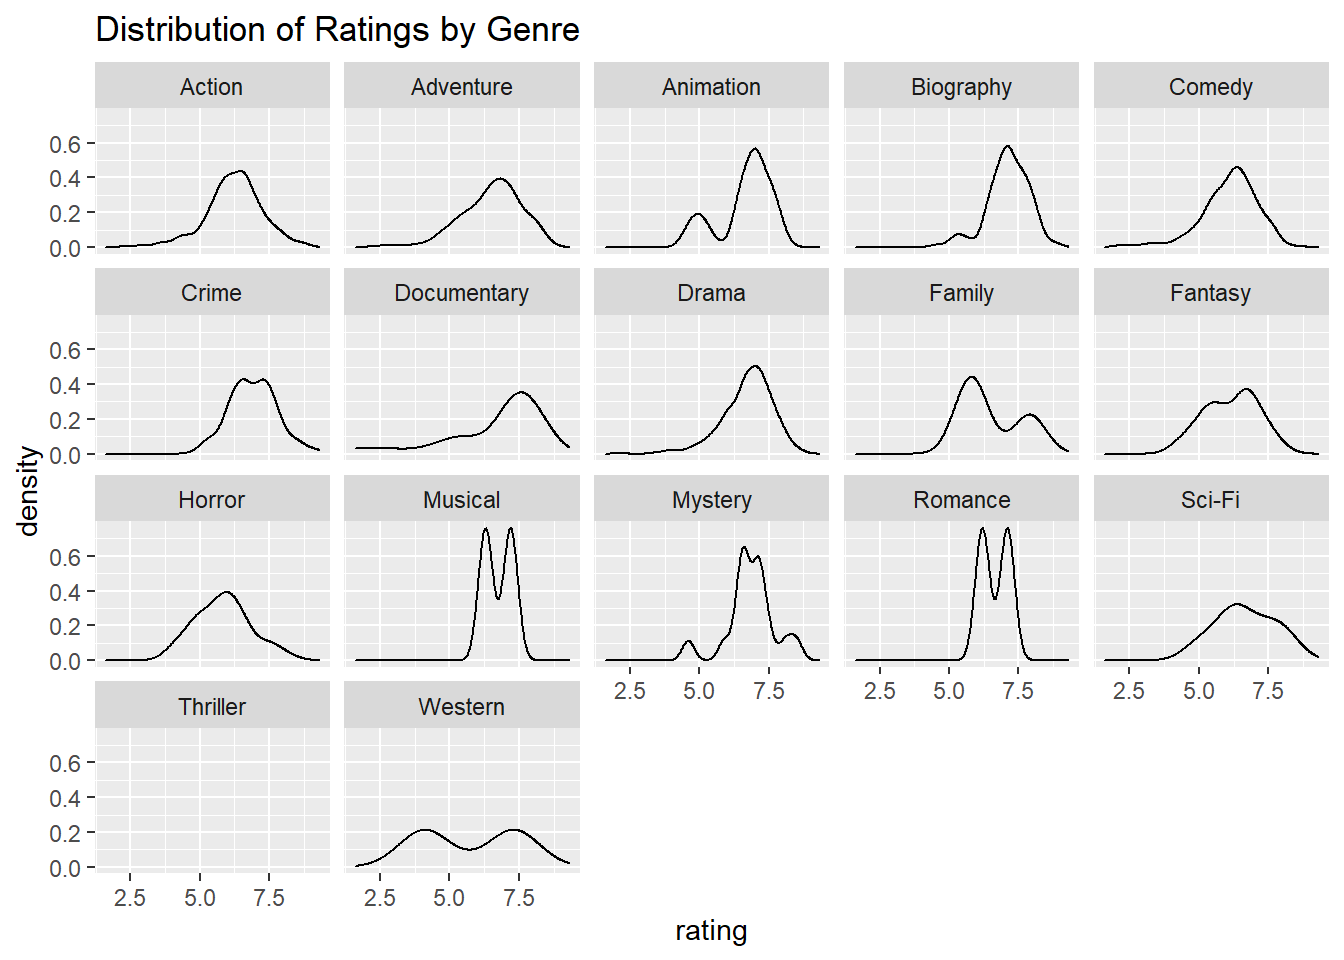 Distribution of Ratings by Genre
Action Adventure Animation Biography Comedy
0.6
0.4
0.2
0.0
Crime Documentary Drama Family Fantasy
0.6
0.4
0.2
0.0
density
Horror Musical Mystery Romance Sci-Fi
0.6
0.4
0.2
0.0
2.5 5.0 7.5 2.5 5.0 7.5 2.5 5.0 7.5
Thriller Western
0.6
0.4
0.2
0.0
2.5 5.0 7.5 2.5 5.0 7.5
rating